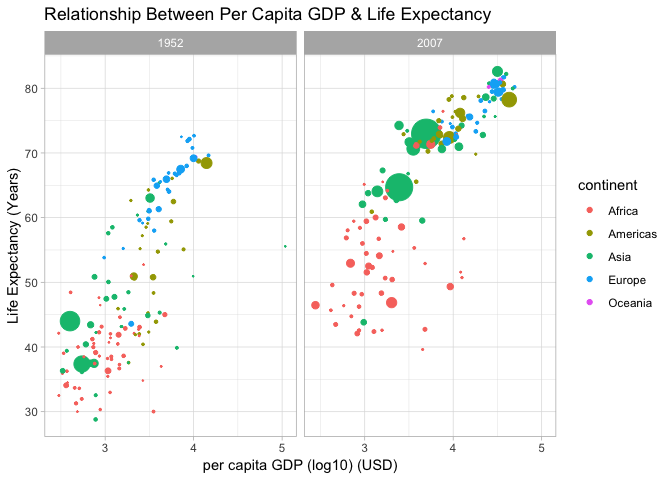 Relationship Between Per Capita GDP & Life Expectancy
1952 2007
80
70
60
50
40
30
Life Expectancy (Years)
3 4 5 3 4 5
per capita GDP (log10) (USD)
continent
Africa
Americas
Asia
Europe
Oceania